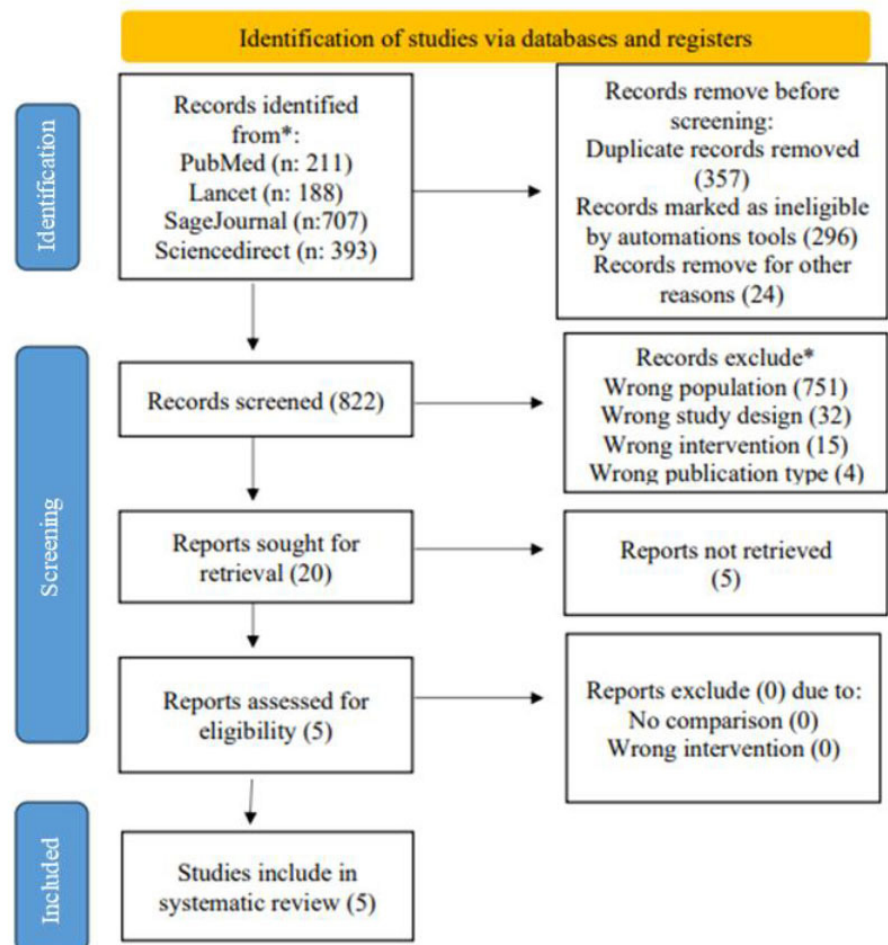 Identification of studies via databases and registers
Identification
Records identified
from*:
PubMed (n: 211)
Lancet (n: 188)
SageJournal (n:707)
Sciencedirect (n: 393)
Records remove before
screening:
Duplicate records removed
(357)
Records marked as ineligible
by automations tools (296)
Records remove for other
reasons (24)
Screening
Records screened (822)
Records exclude*
Wrong population (751)
Wrong study design (32)
Wrong intervention (15)
Wrong publication type (4)
Reports sought for
retrieval (20)
Reports not retrieved
(5)
Reports assessed for
eligibility (5)
Reports exclude (0) due to:
No comparison (0)
Wrong intervention (0)
Included
Studies include in
systematic review (5)